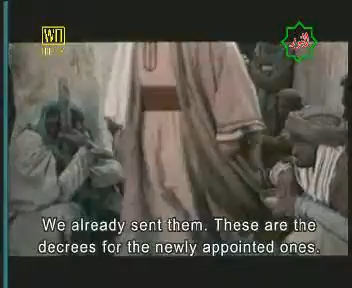 We already sent them. These are the
decrees for the newly appointed ones.